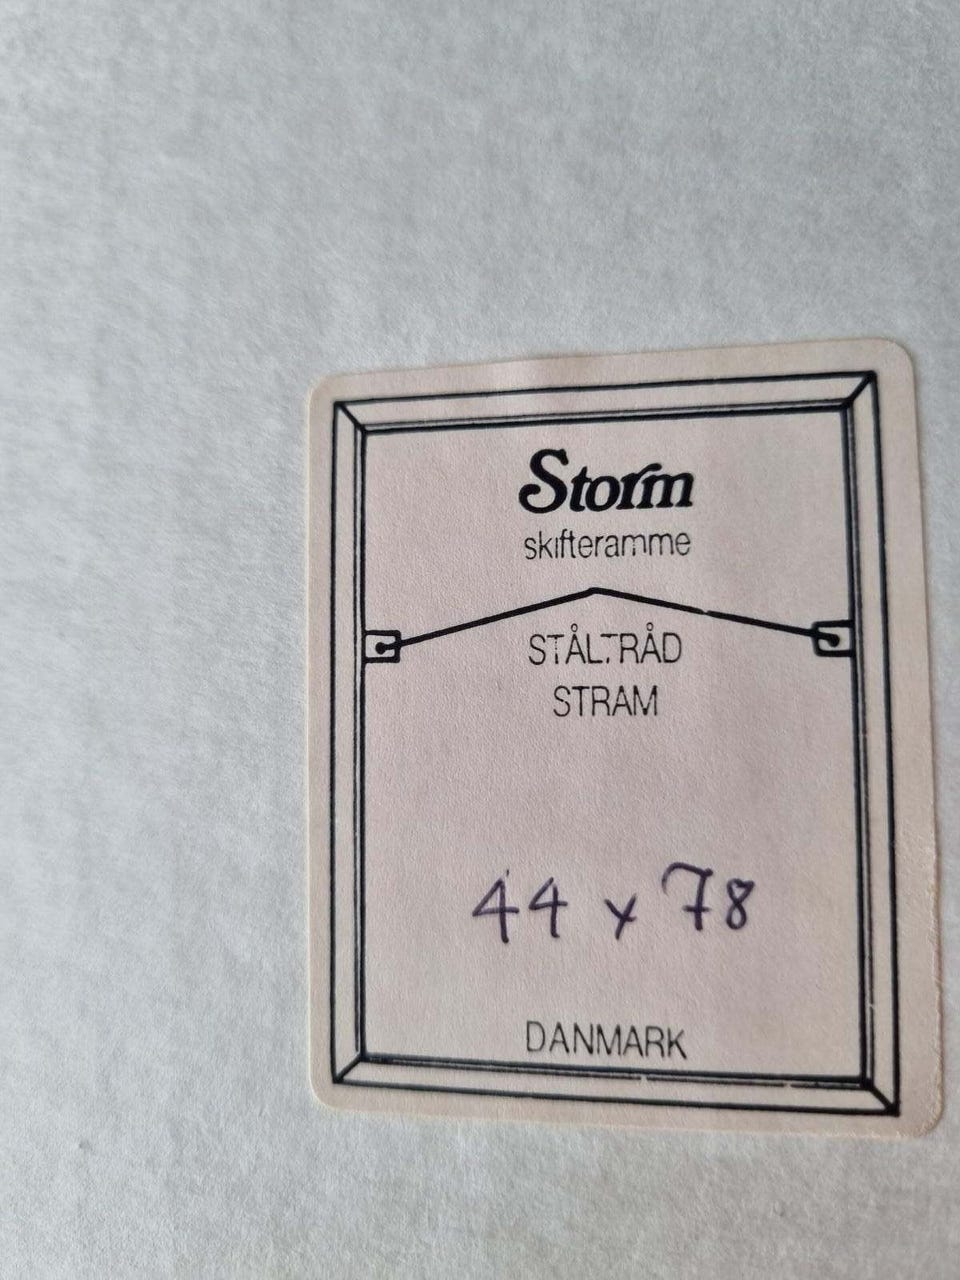 Storm
skifteramme
STÅLTRÅD
STRAM
44 x 78
DANMARK